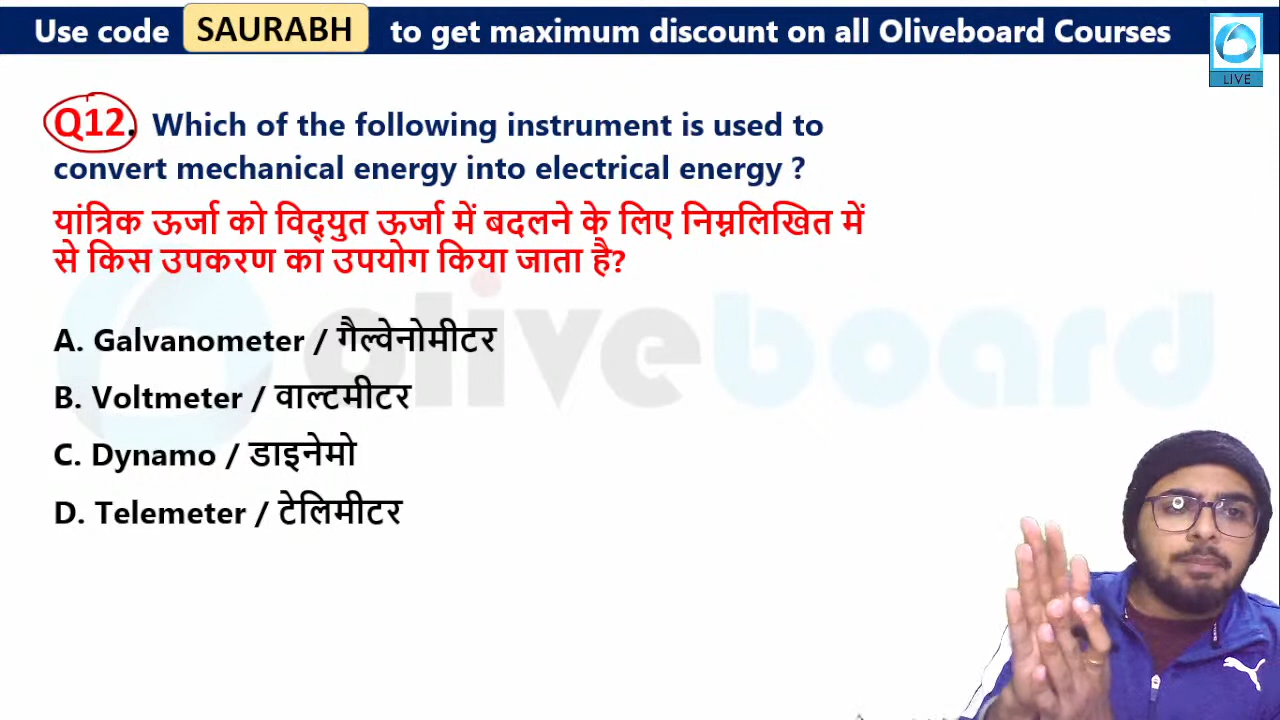 Use code SAURABH to get maximum discount on all Oliveboard Courses
LIVE
Q12. Which of the following instrument is used to
convert mechanical energy into electrical energy ?
यांत्रिक ऊर्जा को विद्युत ऊर्जा में बदलने के लिए निम्नलिखित में
से किस उपकरण का उपयोग किया जाता है?
oliveboard
A. Galvanometer / गैल्वेनोमीटर
B. Voltmeter / वाल्टमीटर
C. Dynamo / डाइनेमो
D. Telemeter / टेलिमीटर
LIVE